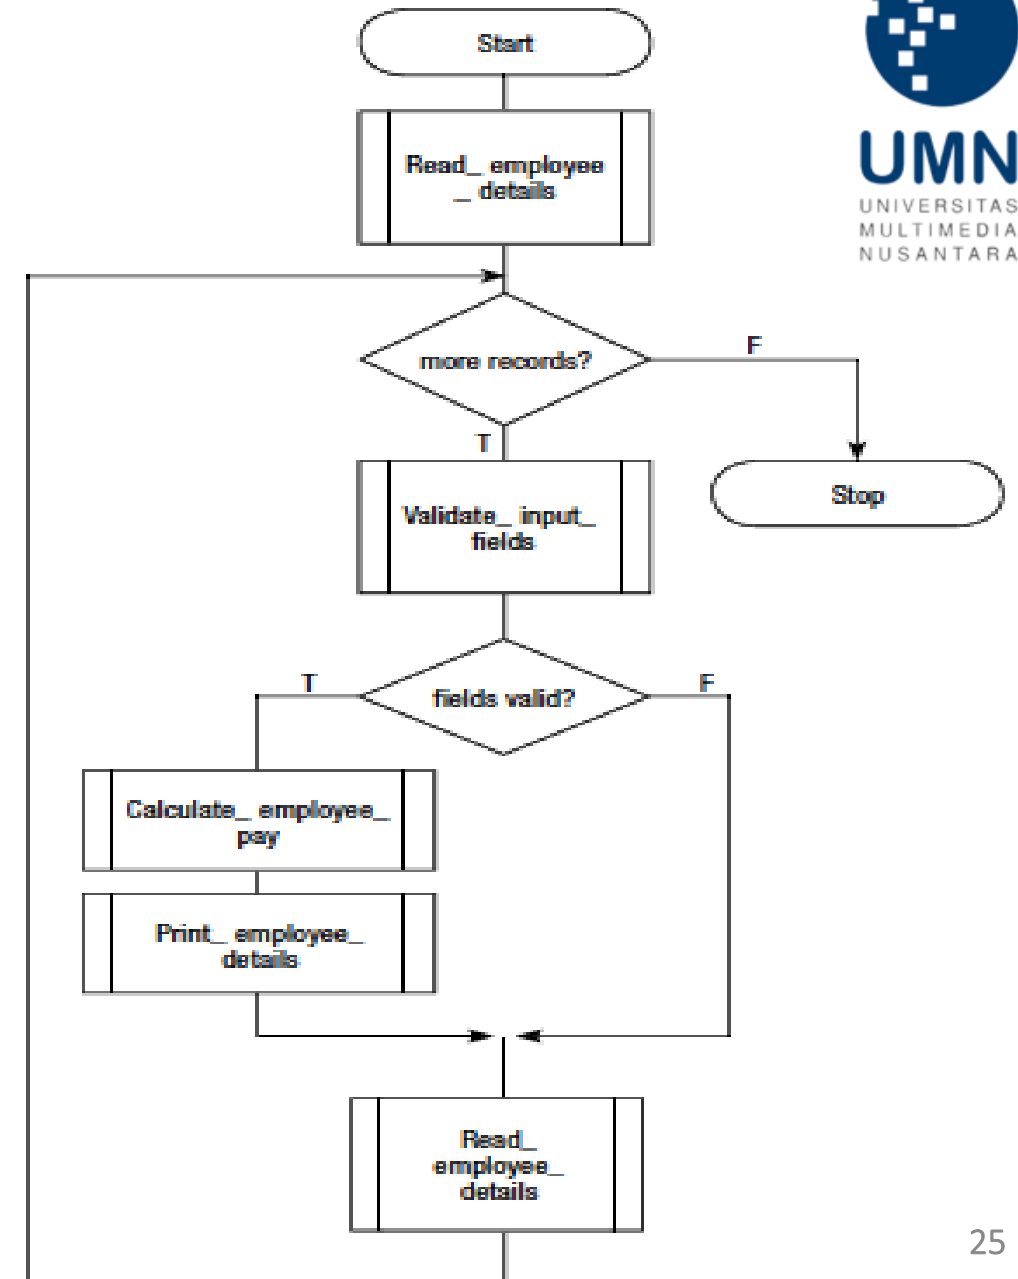 Start
UMN
UNIVERSITAS
MULTIMEDIA
NUSANTARA
Read_ employee
_ details
more records?
F
T
Stop
Validate_ input_
fields
T
fields valid?
F
Calculate_ employee_
pay
Print_ employee_
details
Read_
employee_
details
25